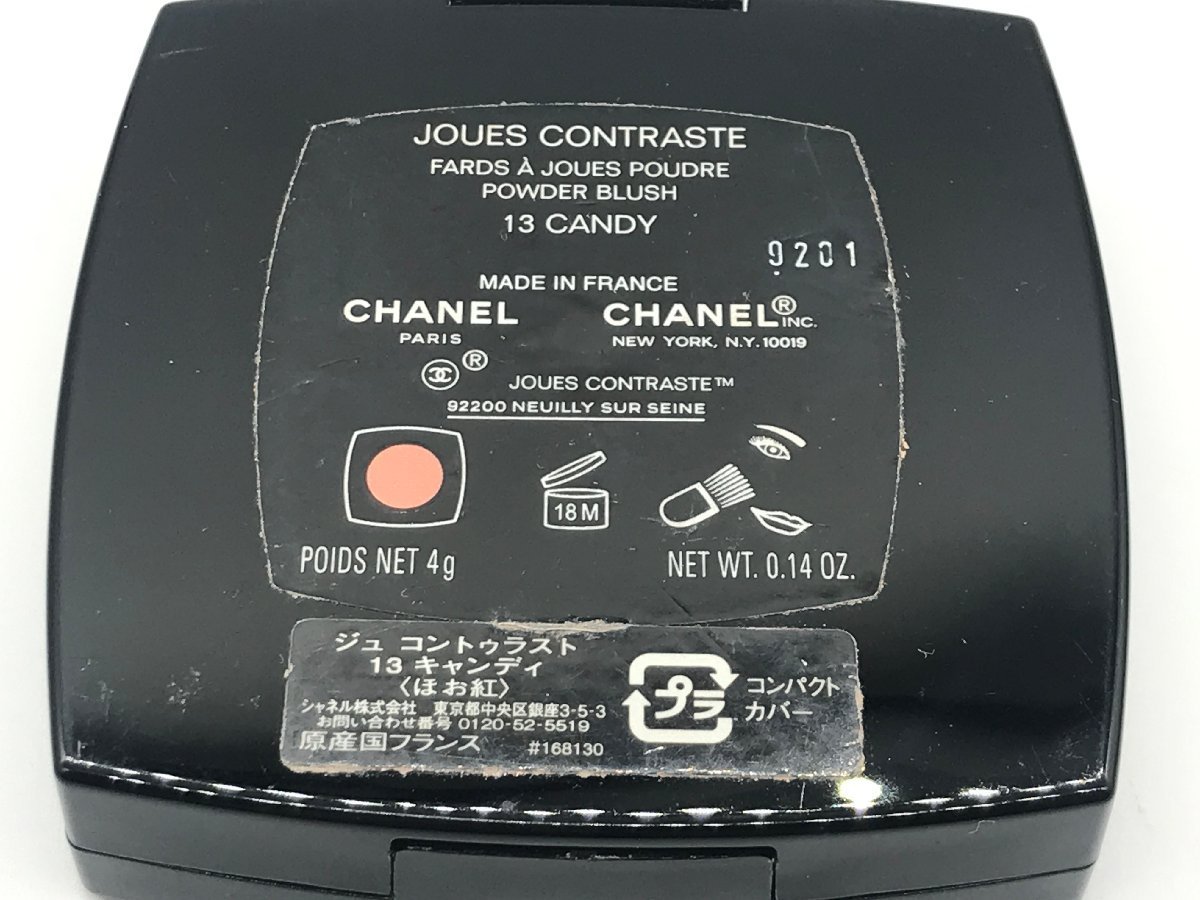 JOUES CONTRASTE
FARDS À JOUES POUDRE
POWDER BLUSH
13 CANDY
9201
MADE IN FRANCE
CHANEL
PARIS
CHANEL® INC.
NEW YORK, N.Y. 10019
® JOUES CONTRASTE™
92200 NEUILLY SUR SEINE
18 M
POIDS NET 4g
NET WT. 0.14 OZ.
ジュ コントゥラスト
13 キャンディ
〈ほお紅〉
シャネル株式会社 東京都中央区銀座3-5-3
お問い合わせ番号 0120-52-5519
原産国フランス #168130
プラ
コンパクト
カバー